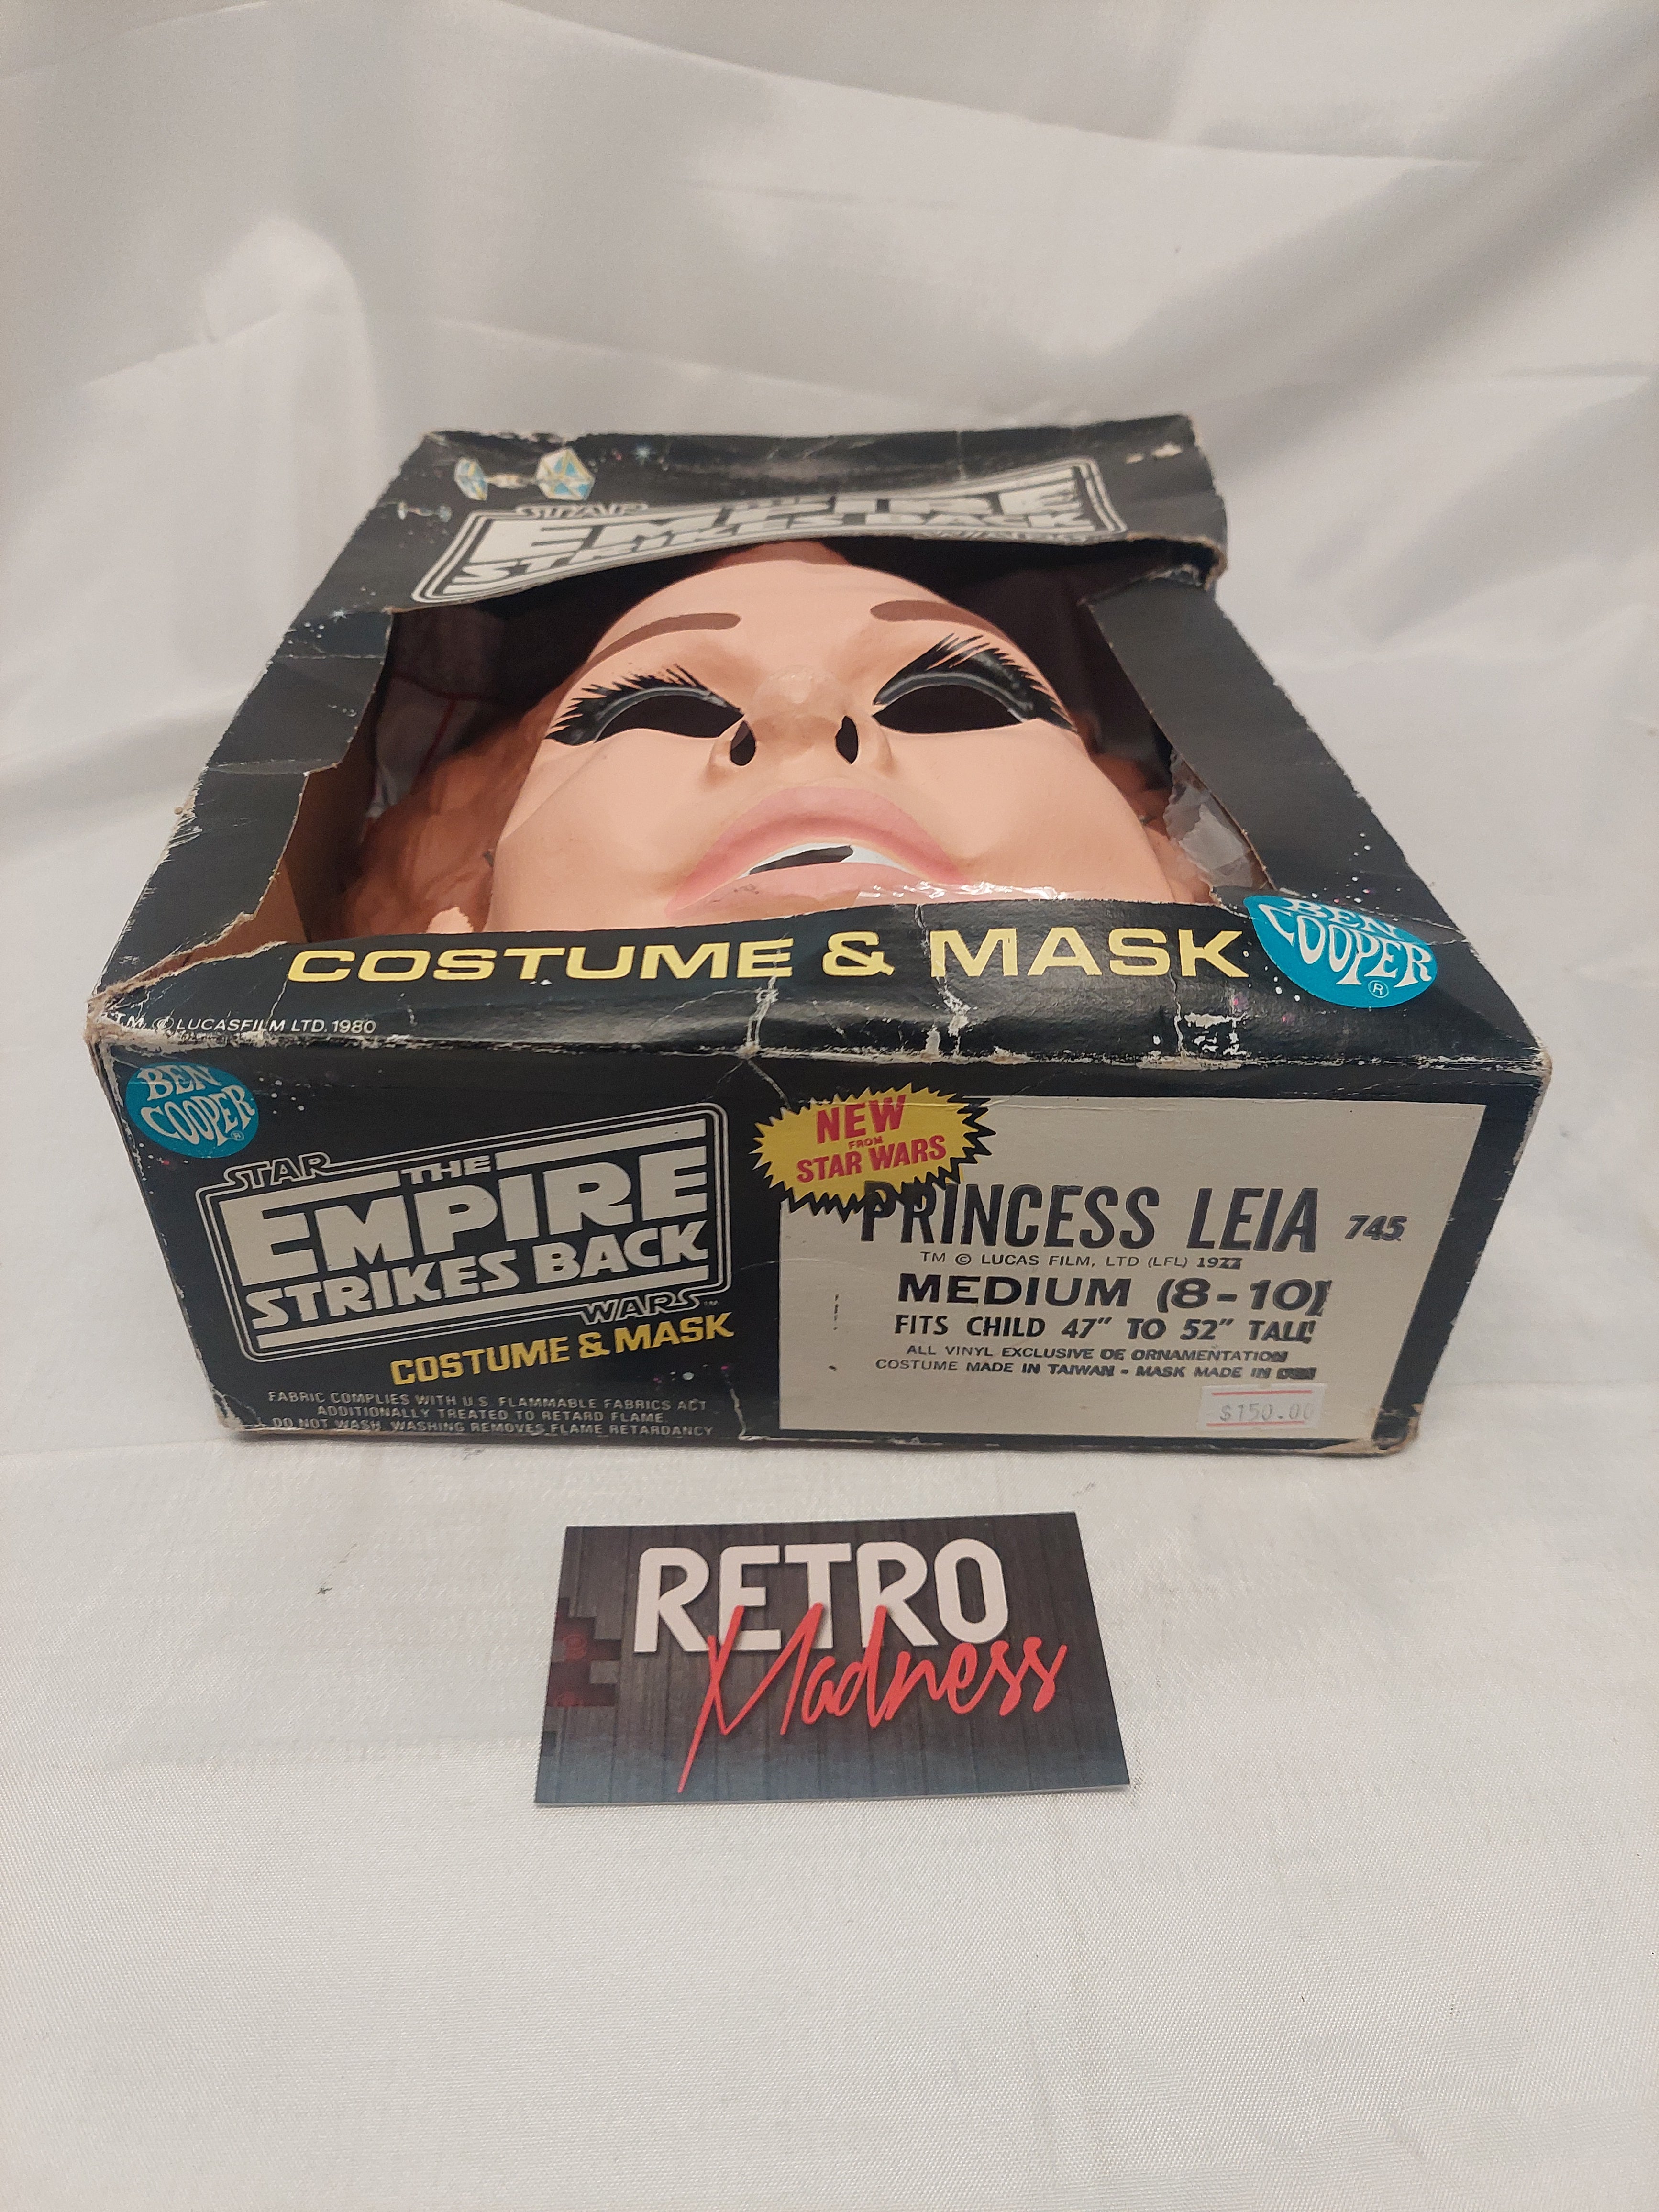 STAR THE
EMPIRE
STRIKES BACK
WARS
COSTUME & MASK
BEN
COOPER
®
T.M. © LUCASFILM LTD. 1980
BEN
COOPER
®
STAR THE
EMPIRE
STRIKES BACK
WARS™
COSTUME & MASK
FABRIC COMPLIES WITH U.S. FLAMMABLE FABRICS ACT
ADDITIONALLY TREATED TO RETARD FLAME
DO NOT WASH. WASHING REMOVES FLAME RETARDANCY
NEW
FROM
STAR WARS
PRINCESS LEIA 745
TM © LUCAS FILM, LTD (LFL) 1977
MEDIUM (8-10)
FITS CHILD 47" TO 52" TALL
ALL VINYL EXCLUSIVE OF ORNAMENTATION
COSTUME MADE IN TAIWAN - MASK MADE IN USA
$150.00
RETRO
Madness